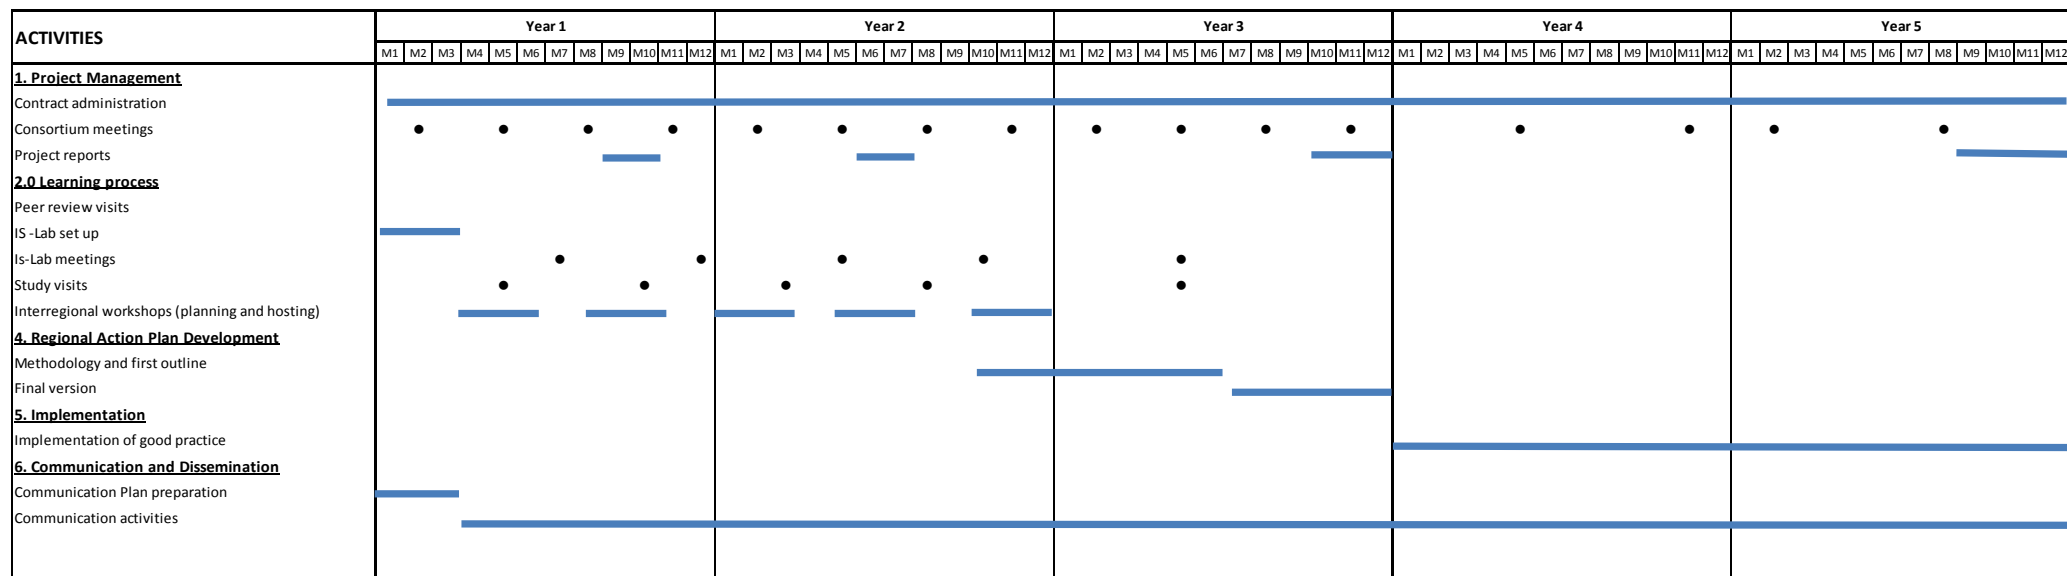 ACTIVITIES
Year 1 Year 2 Year 3 Year 4 Year 5
M1 M2 M3 M4 M5 M6 M7 M8 M9 M10 M11 M12 M1 M2 M3 M4 M5 M6 M7 M8 M9 M10 M11 M12 M1 M2 M3 M4 M5 M6 M7 M8 M9 M10 M11 M12 M1 M2 M3 M4 M5 M6 M7 M8 M9 M10 M11 M12 M1 M2 M3 M4 M5 M6 M7 M8 M9 M10 M11 M12
1. Project Management
Contract administration
Consortium meetings
Project reports
2.0 Learning process
Peer review visits
IS -Lab set up
Is-Lab meetings
Study visits
Interregional workshops (planning and hosting)
4. Regional Action Plan Development
Methodology and first outline
Final version
5. Implementation
Implementation of good practice
6. Communication and Dissemination
Communication Plan preparation
Communication activities